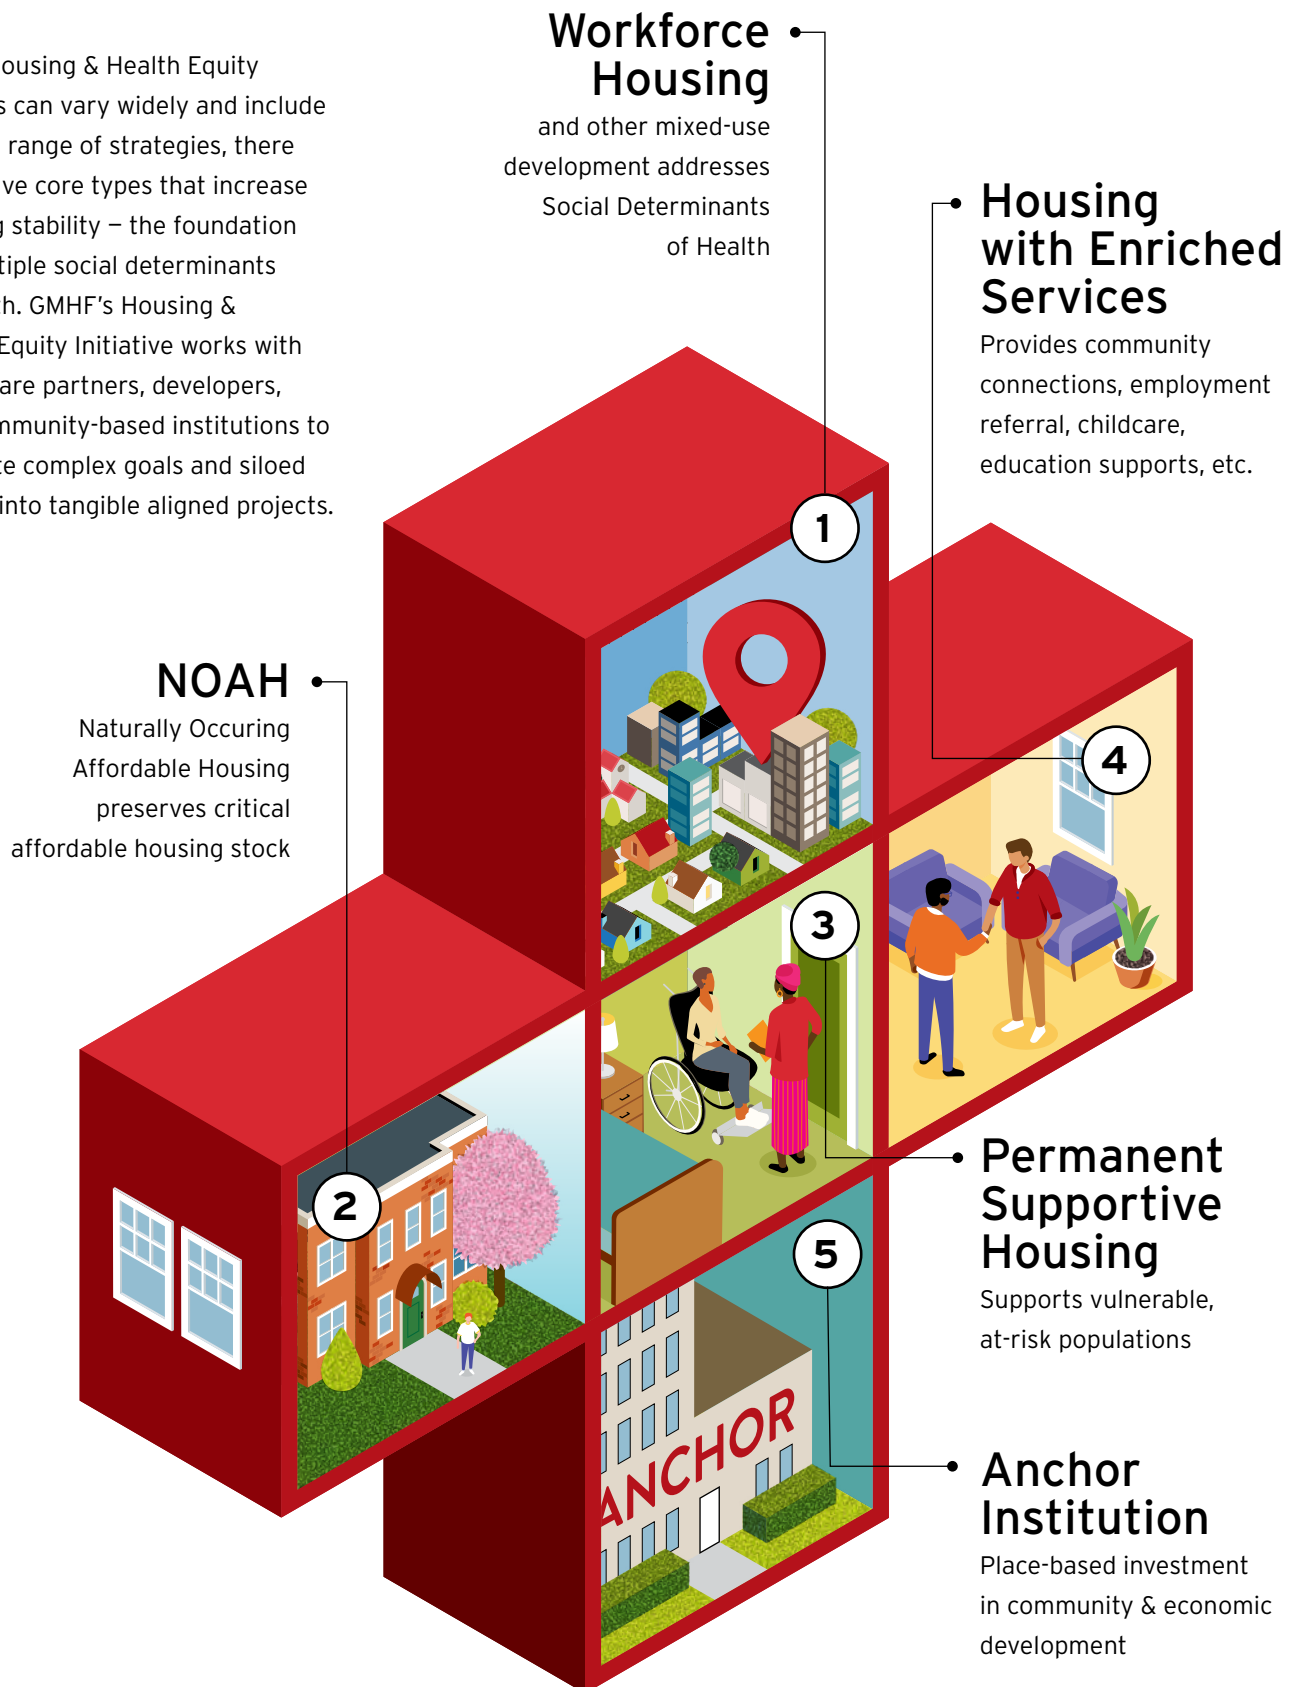 ousing & Health Equity
s can vary widely and include
range of strategies, there
ve core types that increase
g stability – the foundation
tiple social determinants
th. GMHF's Housing &
Equity Initiative works with
are partners, developers,
mmunity-based institutions to
te complex goals and siloed
into tangible aligned projects.
Workforce
Housing
and other mixed-use
development addresses
Social Determinants
of Health
Housing
with Enriched
Services
Provides community
connections, employment
referral, childcare,
education supports, etc.
1
NOAH
Naturally Occuring
Affordable Housing
preserves critical
affordable housing stock
4
3
2
Permanent
Supportive
Housing
Supports vulnerable,
at-risk populations
5
ANCHOR
Anchor
Institution
Place-based investment
in community & economic
development